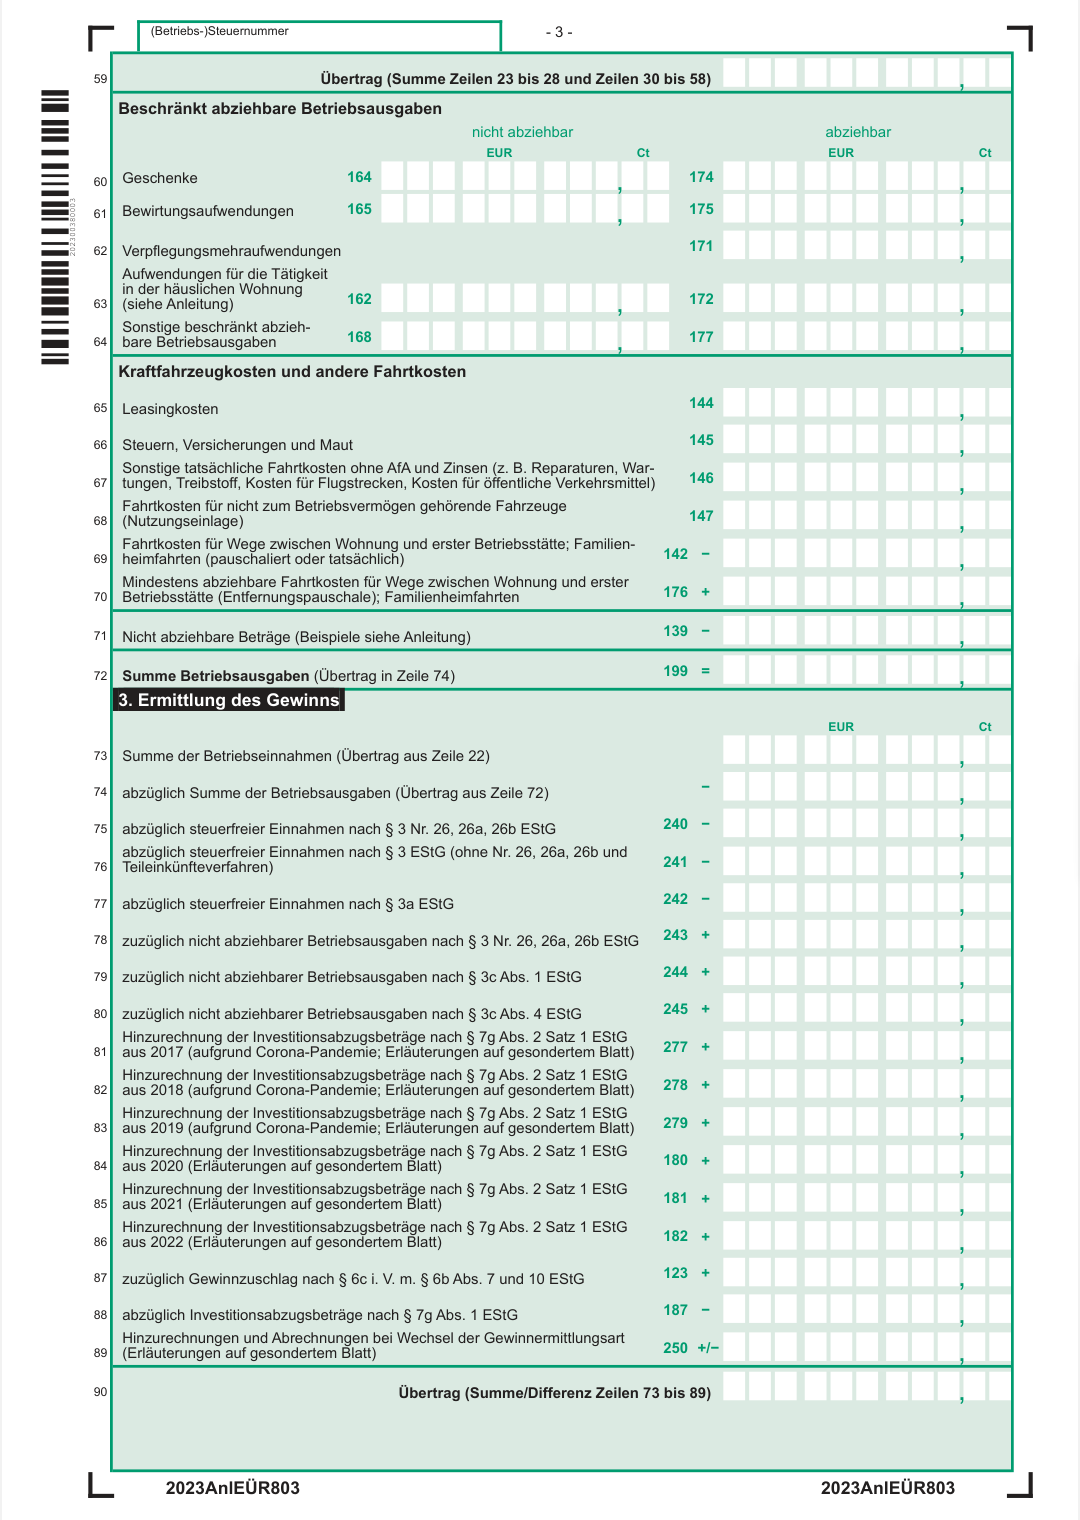 (Betriebs-)Steuernummer
- 3 -
59 Übertrag (Summe Zeilen 23 bis 28 und Zeilen 30 bis 58) ,
Beschränkt abziehbare Betriebsausgaben
nicht abziehbar abziehbar
EUR Ct EUR Ct
60 Geschenke 164 , 174 ,
61 Bewirtungsaufwendungen 165 , 175 ,
62 Verpflegungsmehraufwendungen 171 ,
Aufwendungen für die Tätigkeit
in der häuslichen Wohnung
63 (siehe Anleitung) 162 , 172 ,
Sonstige beschränkt abzieh-
64 bare Betriebsausgaben 168 , 177 ,
202300380003
Kraftfahrzeugkosten und andere Fahrtkosten
65 Leasingkosten 144 ,
66 Steuern, Versicherungen und Maut 145 ,
Sonstige tatsächliche Fahrtkosten ohne AfA und Zinsen (z. B. Reparaturen, War-
67 tungen, Treibstoff, Kosten für Flugstrecken, Kosten für öffentliche Verkehrsmittel) 146 ,
Fahrtkosten für nicht zum Betriebsvermögen gehörende Fahrzeuge
68 (Nutzungseinlage) 147 ,
Fahrtkosten für Wege zwischen Wohnung und erster Betriebsstätte; Familien-
69 heimfahrten (pauschaliert oder tatsächlich) 142 − ,
Mindestens abziehbare Fahrtkosten für Wege zwischen Wohnung und erster
70 Betriebsstätte (Entfernungspauschale); Familienheimfahrten 176 + ,
71 Nicht abziehbare Beträge (Beispiele siehe Anleitung) 139 − ,
72 Summe Betriebsausgaben (Übertrag in Zeile 74) 199 = ,
3. Ermittlung des Gewinns
EUR Ct
73 Summe der Betriebseinnahmen (Übertrag aus Zeile 22) ,
74 abzüglich Summe der Betriebsausgaben (Übertrag aus Zeile 72) − ,
75 abzüglich steuerfreier Einnahmen nach § 3 Nr. 26, 26a, 26b EStG 240 − ,
abzüglich steuerfreier Einnahmen nach § 3 EStG (ohne Nr. 26, 26a, 26b und
76 Teileinkünfteverfahren) 241 − ,
77 abzüglich steuerfreier Einnahmen nach § 3a EStG 242 − ,
78 zuzüglich nicht abziehbarer Betriebsausgaben nach § 3 Nr. 26, 26a, 26b EStG 243 + ,
79 zuzüglich nicht abziehbarer Betriebsausgaben nach § 3c Abs. 1 EStG 244 + ,
80 zuzüglich nicht abziehbarer Betriebsausgaben nach § 3c Abs. 4 EStG 245 + ,
Hinzurechnung der Investitionsabzugsbeträge nach § 7g Abs. 2 Satz 1 EStG
81 aus 2017 (aufgrund Corona-Pandemie; Erläuterungen auf gesondertem Blatt) 277 + ,
Hinzurechnung der Investitionsabzugsbeträge nach § 7g Abs. 2 Satz 1 EStG
82 aus 2018 (aufgrund Corona-Pandemie; Erläuterungen auf gesondertem Blatt) 278 + ,
Hinzurechnung der Investitionsabzugsbeträge nach § 7g Abs. 2 Satz 1 EStG
83 aus 2019 (aufgrund Corona-Pandemie; Erläuterungen auf gesondertem Blatt) 279 + ,
Hinzurechnung der Investitionsabzugsbeträge nach § 7g Abs. 2 Satz 1 EStG
84 aus 2020 (Erläuterungen auf gesondertem Blatt) 180 + ,
Hinzurechnung der Investitionsabzugsbeträge nach § 7g Abs. 2 Satz 1 EStG
85 aus 2021 (Erläuterungen auf gesondertem Blatt) 181 + ,
Hinzurechnung der Investitionsabzugsbeträge nach § 7g Abs. 2 Satz 1 EStG
86 aus 2022 (Erläuterungen auf gesondertem Blatt) 182 + ,
87 zuzüglich Gewinnzuschlag nach § 6c i. V. m. § 6b Abs. 7 und 10 EStG 123 + ,
88 abzüglich Investitionsabzugsbeträge nach § 7g Abs. 1 EStG 187 − ,
Hinzurechnungen und Abrechnungen bei Wechsel der Gewinnermittlungsart
89 (Erläuterungen auf gesondertem Blatt) 250 +/− ,
90 Übertrag (Summe/Differenz Zeilen 73 bis 89) ,
2023AnlEÜR803 2023AnlEÜR803